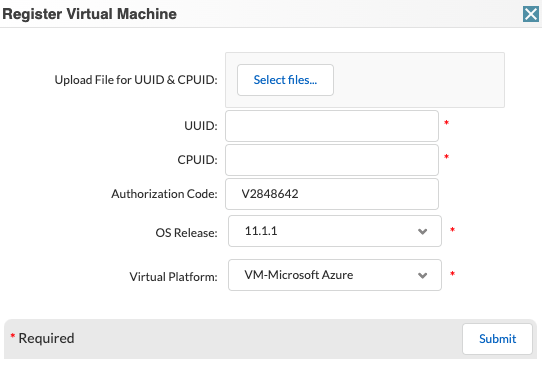 Register Virtual Machine
Upload File for UUID & CPUID: Select files...
UUID: *
CPUID: *
Authorization Code: V2848642
OS Release: 11.1.1 *
Virtual Platform: VM-Microsoft Azure *
* Required Submit